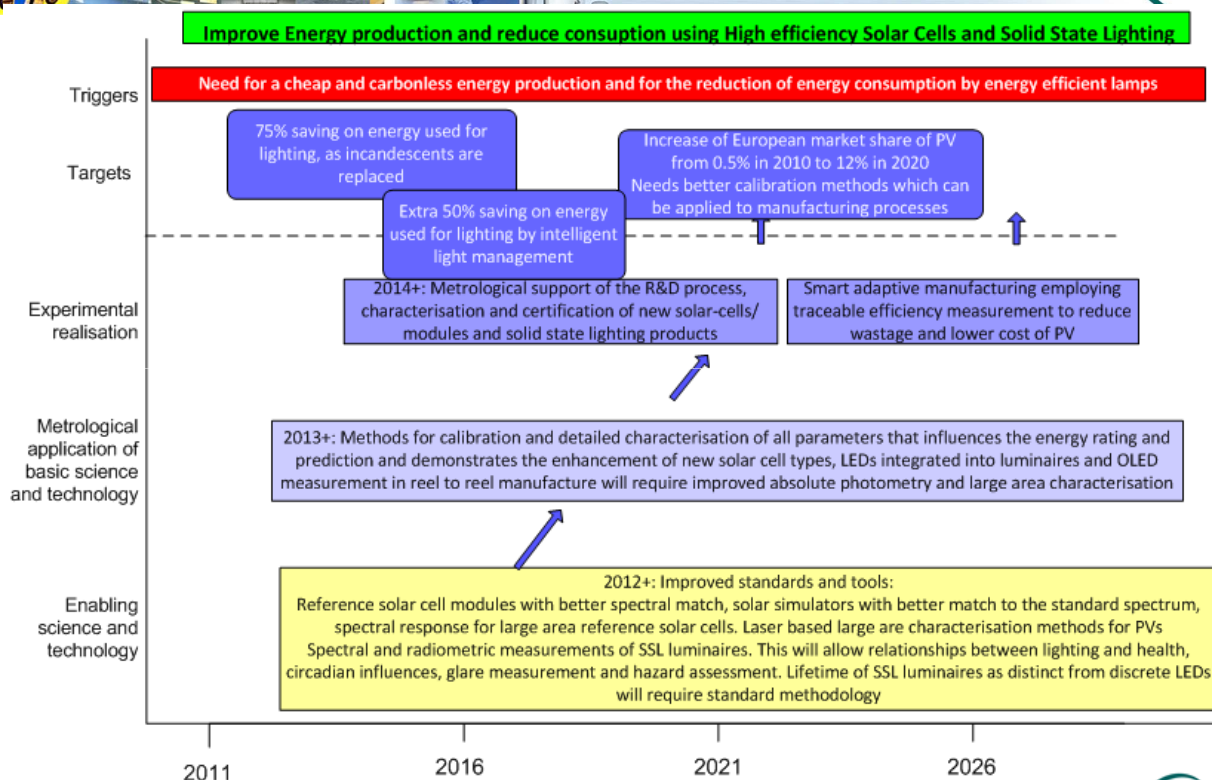 Improve Energy production and reduce consuption using High efficiency Solar Cells and Solid State Lighting
Triggers
Need for a cheap and carbonless energy production and for the reduction of energy consumption by energy efficient lamps
Targets
75% saving on energy used for
lighting, as incandescents are
replaced
Extra 50% saving on energy
used for lighting by intelligent
light management
Increase of European market share of PV
from 0.5% in 2010 to 12% in 2020
Needs better calibration methods which can
be applied to manufacturing processes
Experimental
realisation
2014+: Metrological support of the R&D process,
characterisation and certification of new solar-cells/
modules and solid state lighting products
Smart adaptive manufacturing employing
traceable efficiency measurement to reduce
wastage and lower cost of PV
Metrological
application of
basic science
and technology
2013+: Methods for calibration and detailed characterisation of all parameters that influences the energy rating and
prediction and demonstrates the enhancement of new solar cell types, LEDs integrated into luminaires and OLED
measurement in reel to reel manufacture will require improved absolute photometry and large area characterisation
Enabling
science and
technology
2012+: Improved standards and tools:
Reference solar cell modules with better spectral match, solar simulators with better match to the standard spectrum,
spectral response for large area reference solar cells. Laser based large are characterisation methods for PVs
Spectral and radiometric measurements of SSL luminaires. This will allow relationships between lighting and health,
circadian influences, glare measurement and hazard assessment. Lifetime of SSL luminaires as distinct from discrete LEDs
will require standard methodology
2011
2016
2021
2026